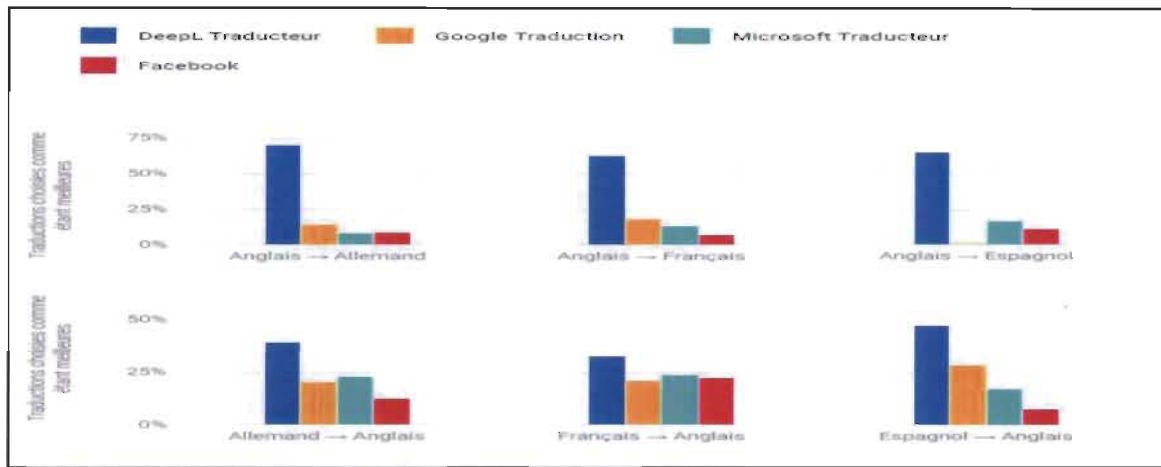 DeepL Traducteur Google Traduction Microsoft Traducteur
Facebook
Traductions choisies comme
étant meilleures
75%
50%
25%
0%
Anglais → Allemand Anglais → Français Anglais → Espagnol
Traductions choisies comme
étant meilleures
50%
25%
0%
Allemand → Anglais Français → Anglais Espagnol → Anglais